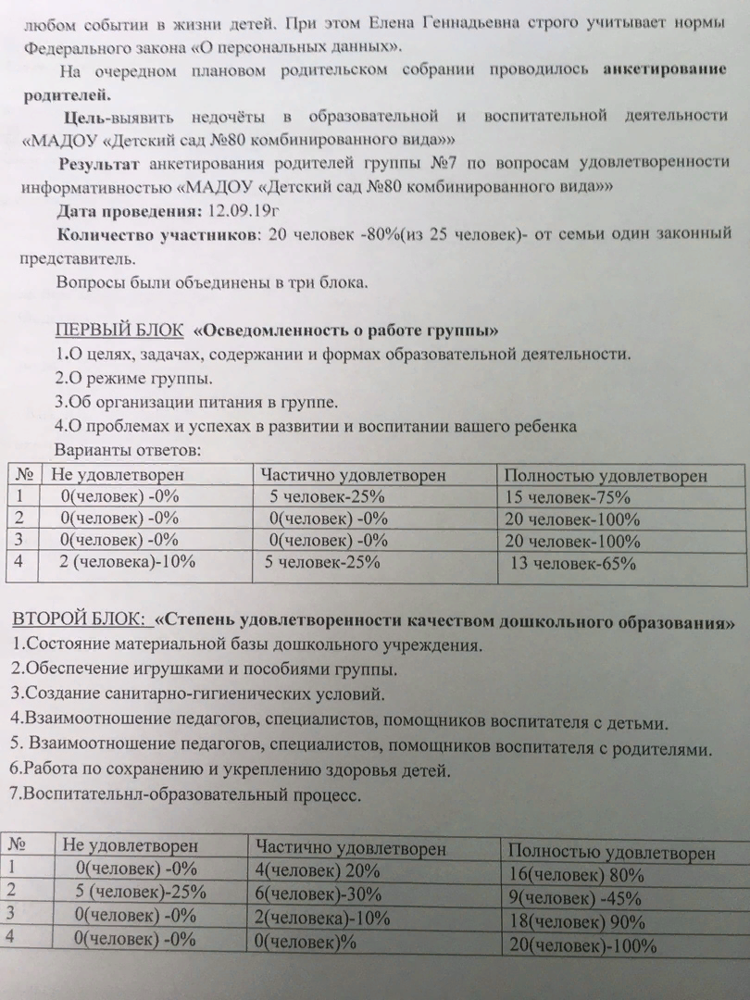 любом событии в жизни детей. При этом Елена Геннадьевна строго учитывает нормы
Федерального закона «О персональных данных».
На очередном плановом родительском собрании проводилось анкетирование
родителей.
Цель-выявить недочёты в образовательной и воспитательной деятельности
«МАДОУ «Детский сад №80 комбинированного вида»»
Результат анкетирования родителей группы №7 по вопросам удовлетворенности
информативностью «МАДОУ «Детский сад №80 комбинированного вида»»
Дата проведения: 12.09.19г
Количество участников: 20 человек -80%(из 25 человек)- от семьи один законный
представитель.
Вопросы были объединены в три блока.
ПЕРВЫЙ БЛОК «Осведомленность о работе группы»
1.О целях, задачах, содержании и формах образовательной деятельности.
2.О режиме группы.
3.Об организации питания в группе.
4.О проблемах и успехах в развитии и воспитании вашего ребенка
Варианты ответов:
№ Не удовлетворен Частично удовлетворен Полностью удовлетворен
1 0(человек) -0% 5 человек-25% 15 человек-75%
2 0(человек) -0% 0(человек) -0% 20 человек-100%
3 0(человек) -0% 0(человек) -0% 20 человек-100%
4 2 (человека)-10% 5 человек-25% 13 человек-65%
ВТОРОЙ БЛОК: «Степень удовлетворенности качеством дошкольного образования»
1.Состояние материальной базы дошкольного учреждения.
2.Обеспечение игрушками и пособиями группы.
3.Создание санитарно-гигиенических условий.
4.Взаимоотношение педагогов, специалистов, помощников воспитателя с детьми.
5. Взаимоотношение педагогов, специалистов, помощников воспитателя с родителями.
6.Работа по сохранению и укреплению здоровья детей.
7.Воспитательнл-образовательный процесс.
№ Не удовлетворен Частично удовлетворен Полностью удовлетворен
1 0(человек) -0% 4(человек) 20% 16(человек) 80%
2 5 (человек)-25% 6(человек)-30% 9(человек) -45%
3 0(человек) -0% 2(человека)-10% 18(человек) 90%
4 0(человек) -0% 0(человек)% 20(человек)-100%